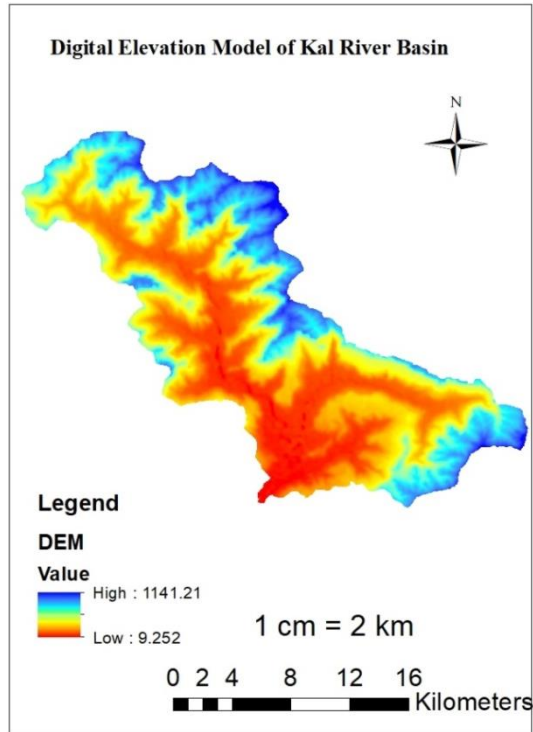 Digital Elevation Model of Kal River Basin
N
Legend
DEM
Value
High : 1141.21
Low : 9.252
1 cm = 2 km
0 2 4 8 12 16
Kilometers